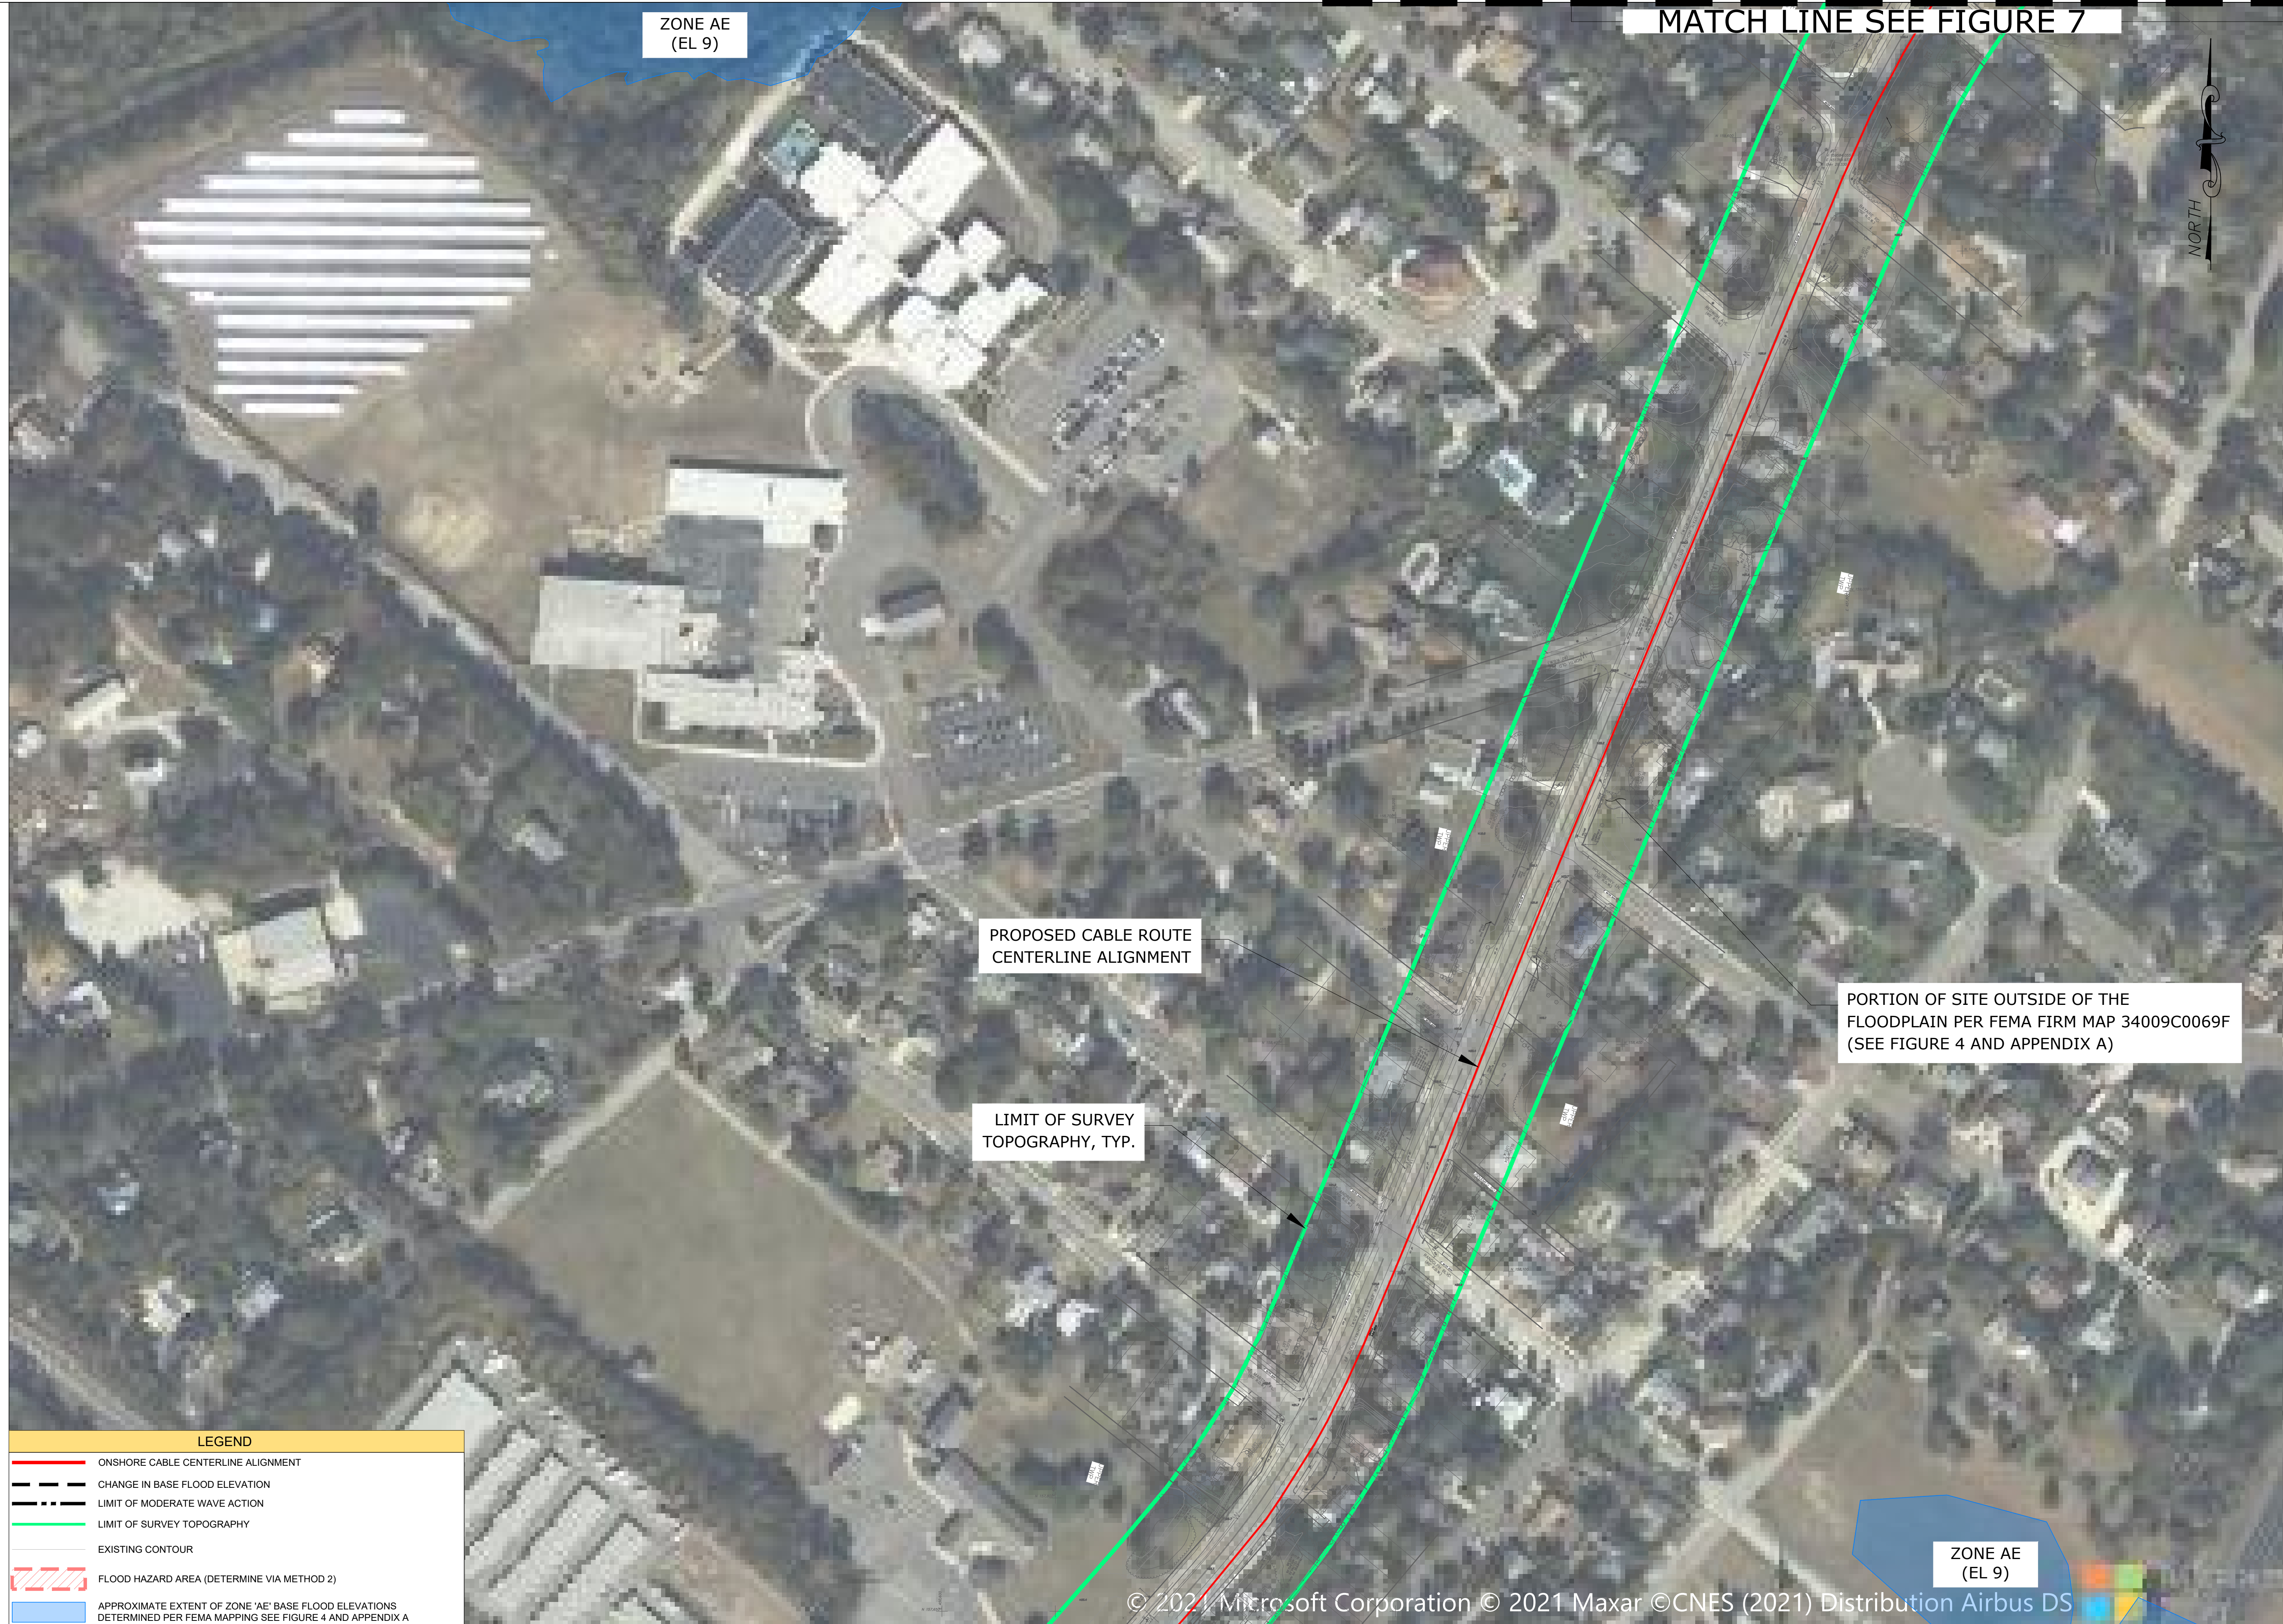 ZONE AE
(EL 9)
MATCH LINE SEE FIGURE 7
NORTH
PROPOSED CABLE ROUTE
CENTERLINE ALIGNMENT
PORTION OF SITE OUTSIDE OF THE
FLOODPLAIN PER FEMA FIRM MAP 34009C0069F
(SEE FIGURE 4 AND APPENDIX A)
LIMIT OF SURVEY
TOPOGRAPHY, TYP.
LEGEND
ONSHORE CABLE CENTERLINE ALIGNMENT
CHANGE IN BASE FLOOD ELEVATION
LIMIT OF MODERATE WAVE ACTION
LIMIT OF SURVEY TOPOGRAPHY
EXISTING CONTOUR
FLOOD HAZARD AREA (DETERMINE VIA METHOD 2)
APPROXIMATE EXTENT OF ZONE 'AE' BASE FLOOD ELEVATIONS
DETERMINED PER FEMA MAPPING SEE FIGURE 4 AND APPENDIX A
ZONE AE
(EL 9)
© 2021 Microsoft Corporation © 2021 Maxar ©CNES (2021) Distribution Airbus DS